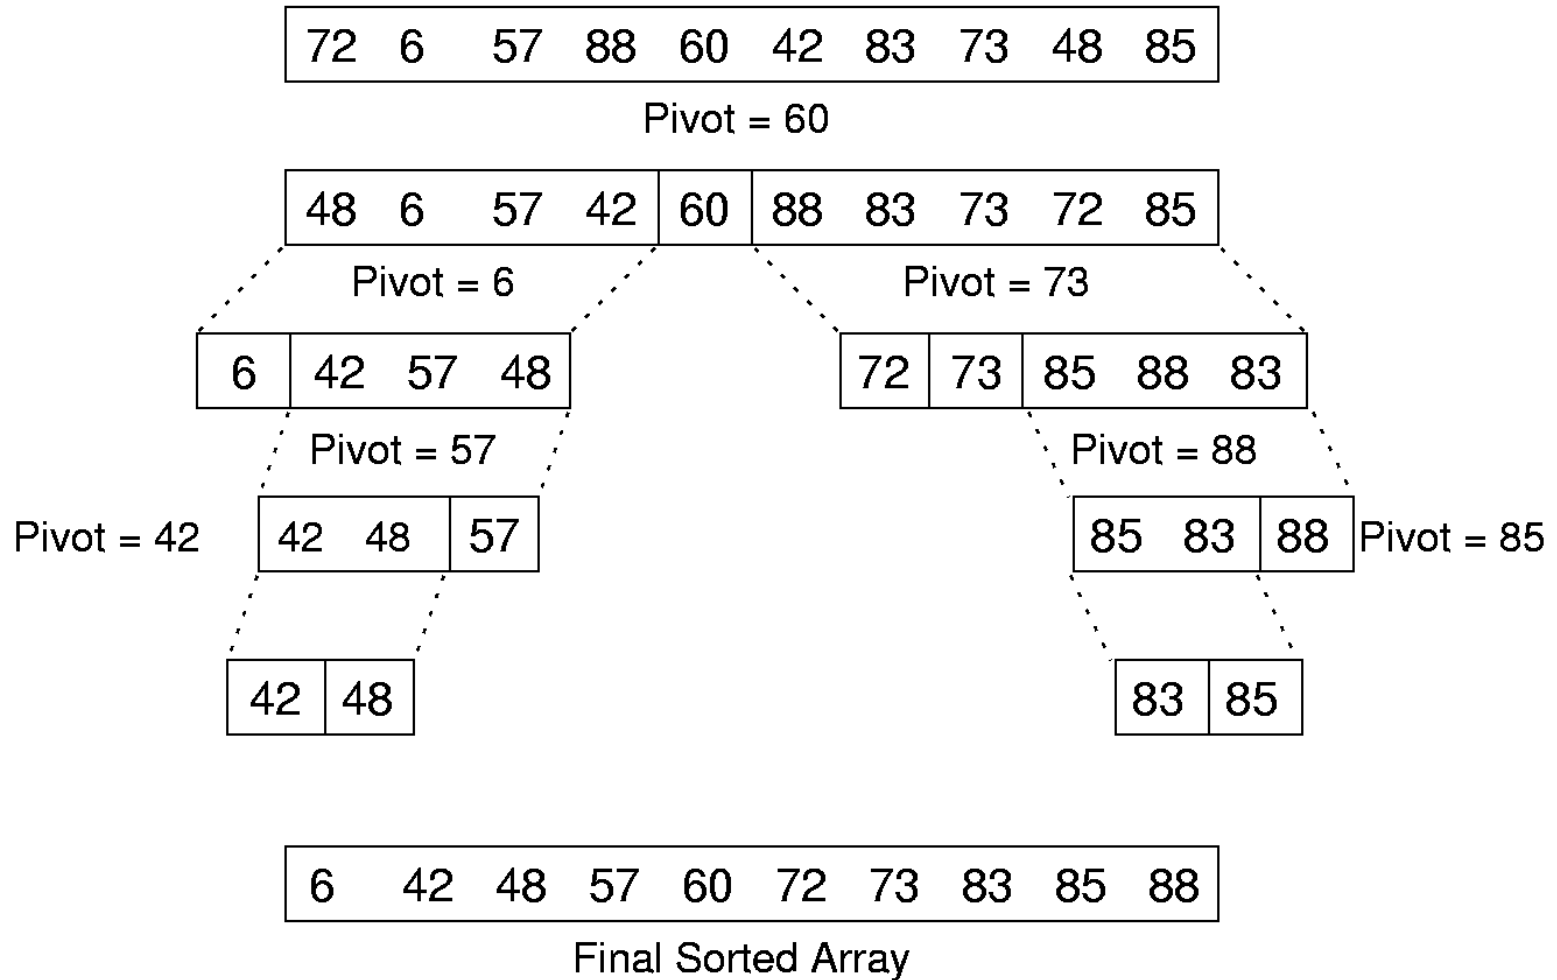 72 6 57 88 60 42 83 73 48 85
Pivot = 60
48 6 57 42 60 88 83 73 72 85
Pivot = 6 Pivot = 73
6 42 57 48 72 73 85 88 83
Pivot = 57 Pivot = 88
Pivot = 42 42 48 57 85 83 88 Pivot = 85
42 48 83 85
6 42 48 57 60 72 73 83 85 88
Final Sorted Array